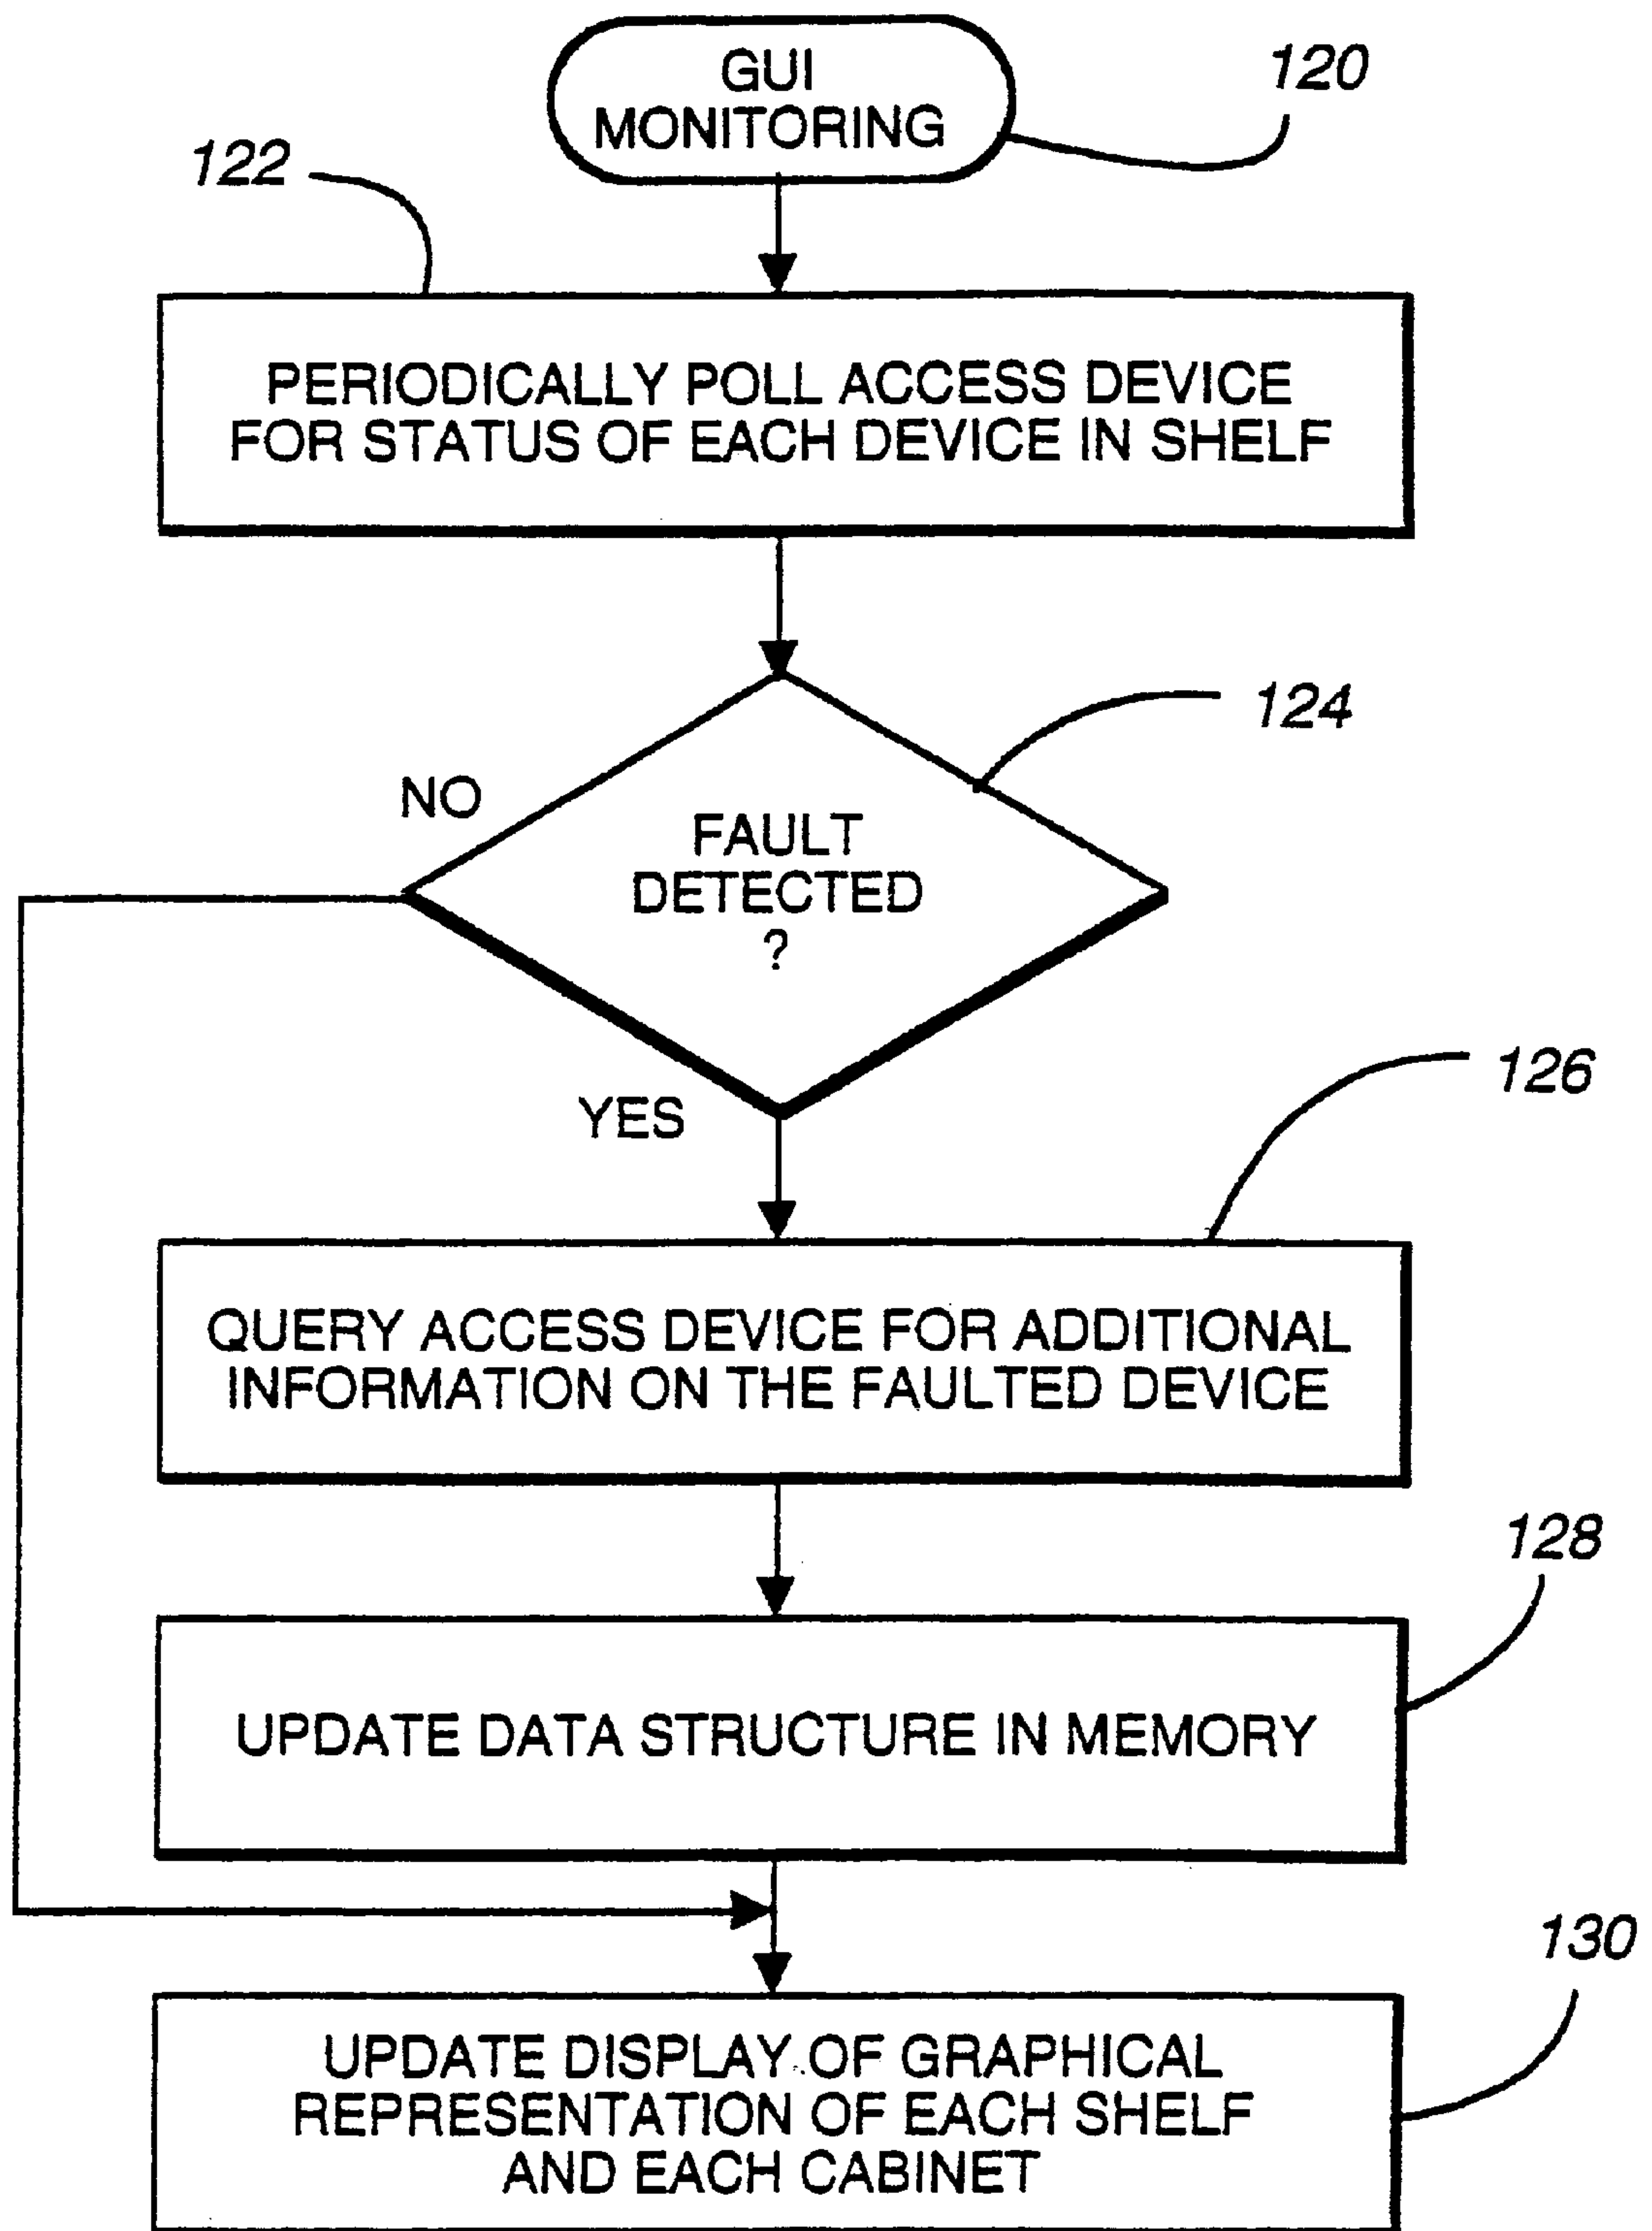 GUI
MONITORING
120
122
PERIODICALLY POLL ACCESS DEVICE
FOR STATUS OF EACH DEVICE IN SHELF
124
NO
FAULT
DETECTED
?
YES
126
QUERY ACCESS DEVICE FOR ADDITIONAL
INFORMATION ON THE FAULTED DEVICE
128
UPDATE DATA STRUCTURE IN MEMORY
130
UPDATE DISPLAY OF GRAPHICAL
REPRESENTATION OF EACH SHELF
AND EACH CABINET